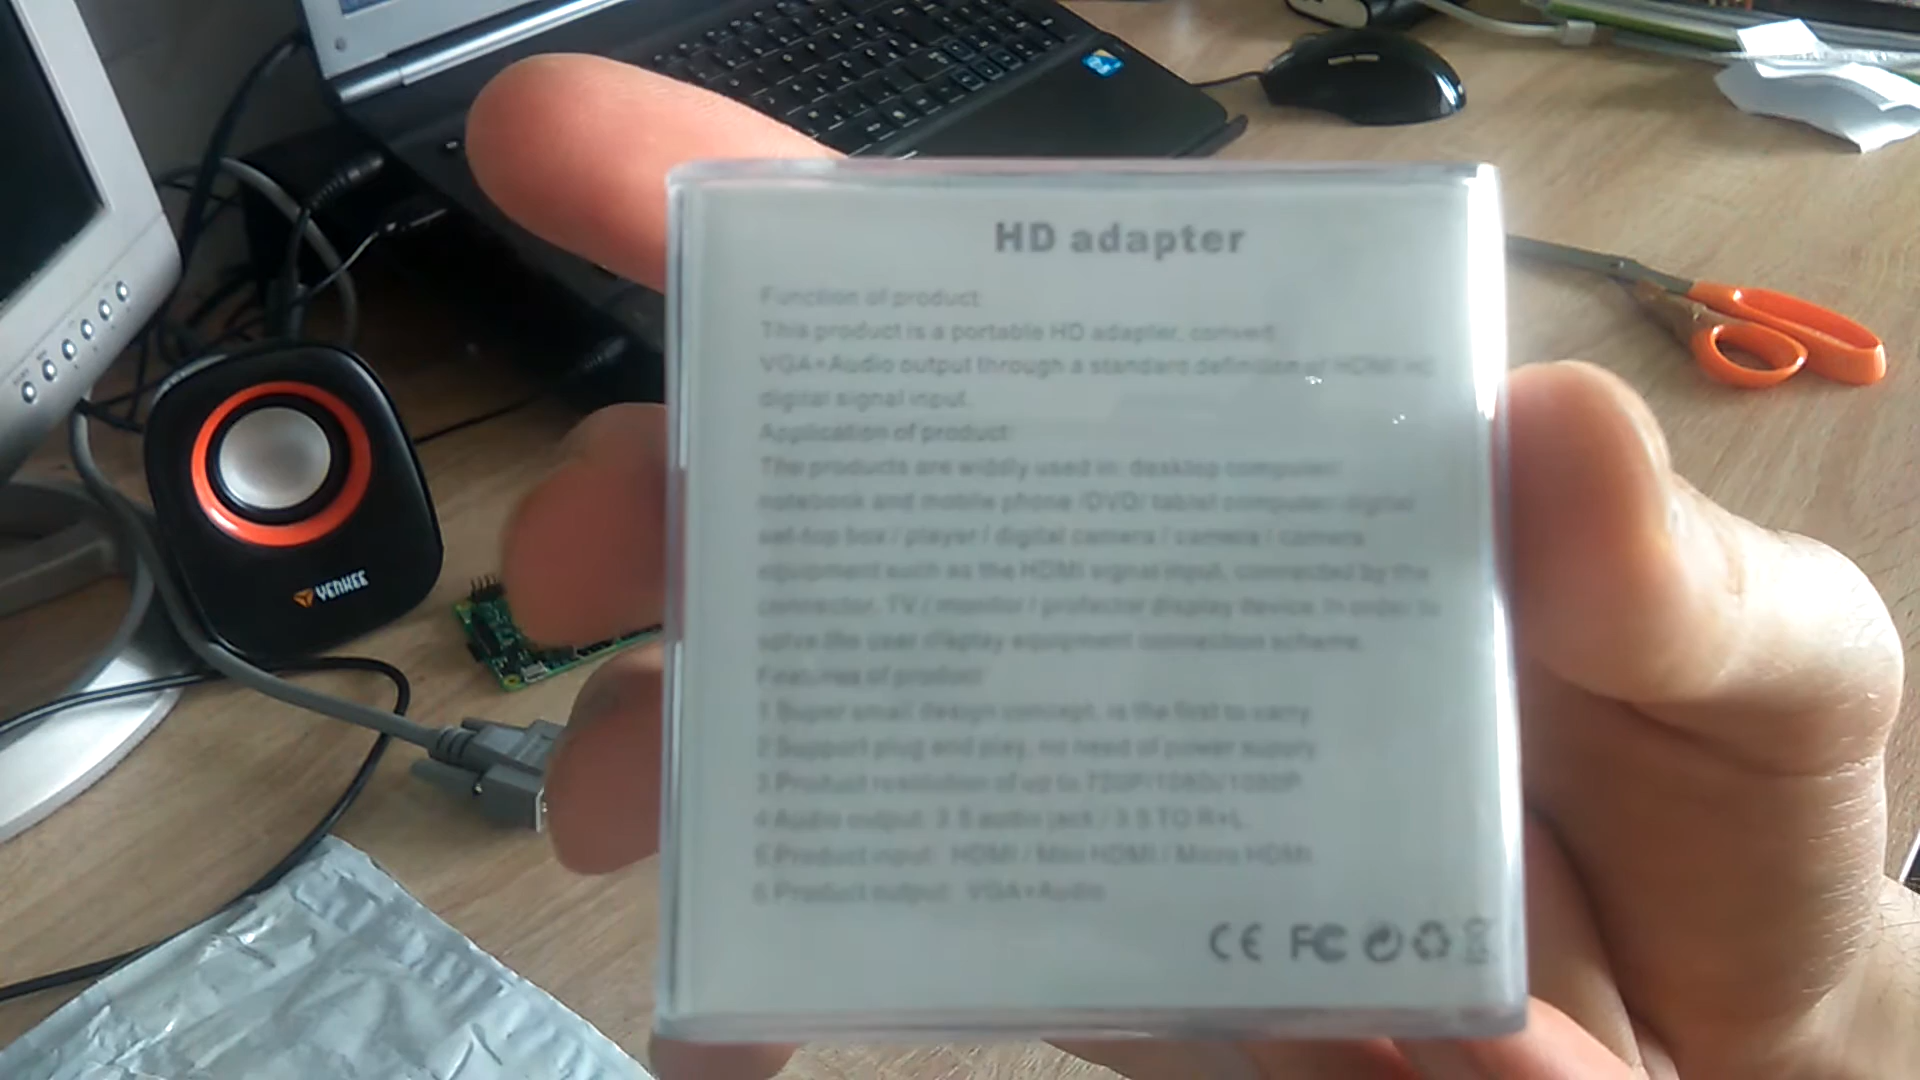 HD adapter
Function of product
This product is a portable HD adapter, convert
VGA+Audio output through a standard definition of HDMI HD
digital signal input.
Application of product:
The products are widdly used in: desktop computer/
notebook and mobile phone /DVD/ tablet computer/ digital
set-top box / player / digital camera / camera / camera
equipment such as the HDMI signal input, connected by the
connector, TV / monitor / display device. In order to
the user display equipment connection scheme.
Features of product
1 Super small design concept, is the first to carry
2 Support plug and play, no need of power supply
3 Product resolution of up to 720P/1080i/1080P
4 Audio output: 3.5 audio jack / 3.5 TO R+L
5 Product input: HDMI / Mini HDMI / Micro HDMI
6 Product output: VGA+Audio
CE FC
YENKEE